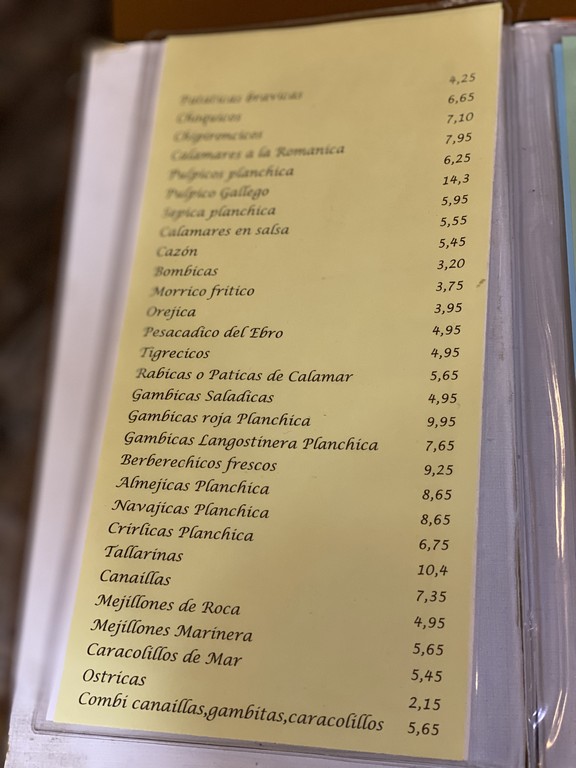 Patatricas bravicas 4,25
Choquicos 6,65
Chipironcicos 7,10
Calamares a la Romanica 7,95
Pulpicos planchica 6,25
Pulpico Gallego 14,3
Sepica planchica 5,95
Calamares en salsa 5,55
Cazón 5,45
Bombicas 3,20
Morrico fritico 3,75
Orejica 3,95
Pesacadico del Ebro 4,95
Tigrecicos 4,95
Rabicas o Paticas de Calamar 5,65
Gambicas Saladicas 4,95
Gambicas roja Planchica 9,95
Gambicas Langostinera Planchica 7,65
Berberechicos frescos 9,25
Almejicas Planchica 8,65
Navajicas Planchica 8,65
Crirlicas Planchica 6,75
Tallarinas 10,4
Canaillas 7,35
Mejillones de Roca 4,95
Mejillones Marinera 5,65
Caracolillos de Mar 5,45
Ostricas 2,15
Combi canaillas,gambitas,caracolillos 5,65